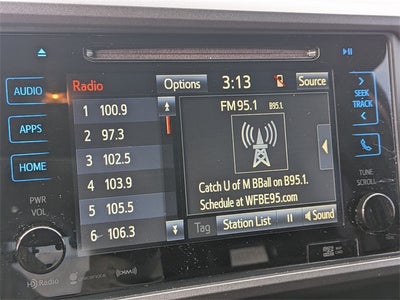 Radio Options 3:13 Source
AUDIO
APPS
HOME
PWR
VOL
1 100.9
2 97.3
3 102.5
4 103.9
5 105.5
6 106.3
FM 95.1 B95.1
Catch U of M BBall on B95.1.
Schedule at WFBE95.com
Tag Station List Sound
SEEK
TRACK
TUNE
SCROLL
HD Radio